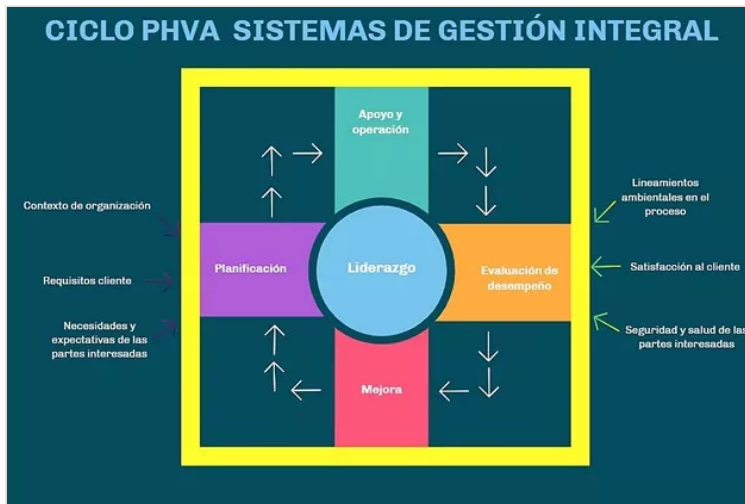 CICLO PHVA SISTEMAS DE GESTIÓN INTEGRAL
Apoyo y
operación
Contexto de organización
Requisitos cliente
Necesidades y
expectativas de las
partes interesadas
Planificación
Liderazgo
Evaluación de
desempeño
Mejora
Lineamientos
ambientales en el
proceso
Satisfacción al cliente
Seguridad y salud de las
partes interesadas